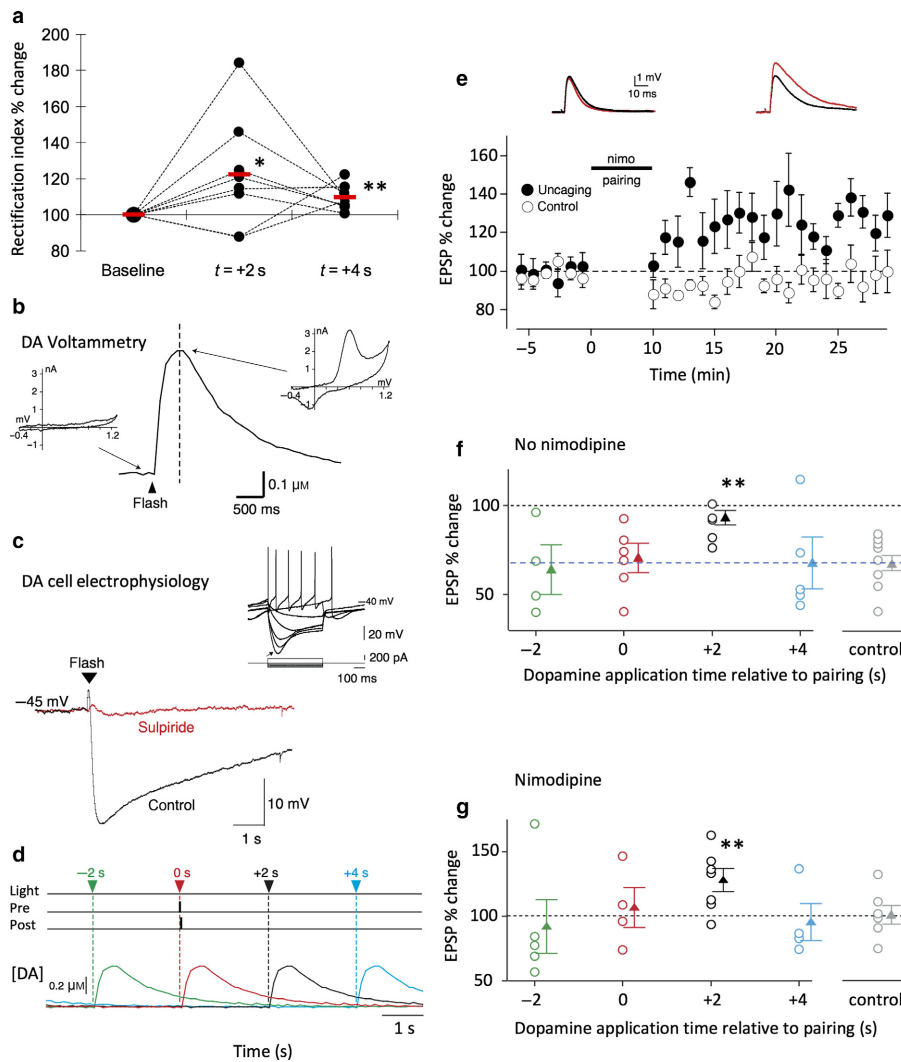 a
Rectification index % change
200
180
160
140
120
100
80
*
**
Baseline
t = +2 s
t = +4 s
b
DA Voltammetry
nA
3
2
1
mV
−0.4
1.2
−1
nA
3
2
1
mV
−0.4
1.2
−1
0.1 μM
500 ms
Flash
c
DA cell electrophysiology
−40 mV
20 mV
200 pA
100 ms
Flash
−45 mV
Sulpiride
Control
10 mV
1 s
d
−2 s 0 s +2 s +4 s
Light
Pre
Post
[DA]
0.2 μM
1 s
Time (s)
e
1 mV
10 ms
EPSP % change
160
140
120
100
80
nimo
pairing
Uncaging
Control
−5 0 10 15 20 25
Time (min)
f
No nimodipine
EPSP % change
100
50
**
−2 0 +2 +4 control
Dopamine application time relative to pairing (s)
g
Nimodipine
EPSP % change
150
100
50
**
−2 0 +2 +4 control
Dopamine application time relative to pairing (s)